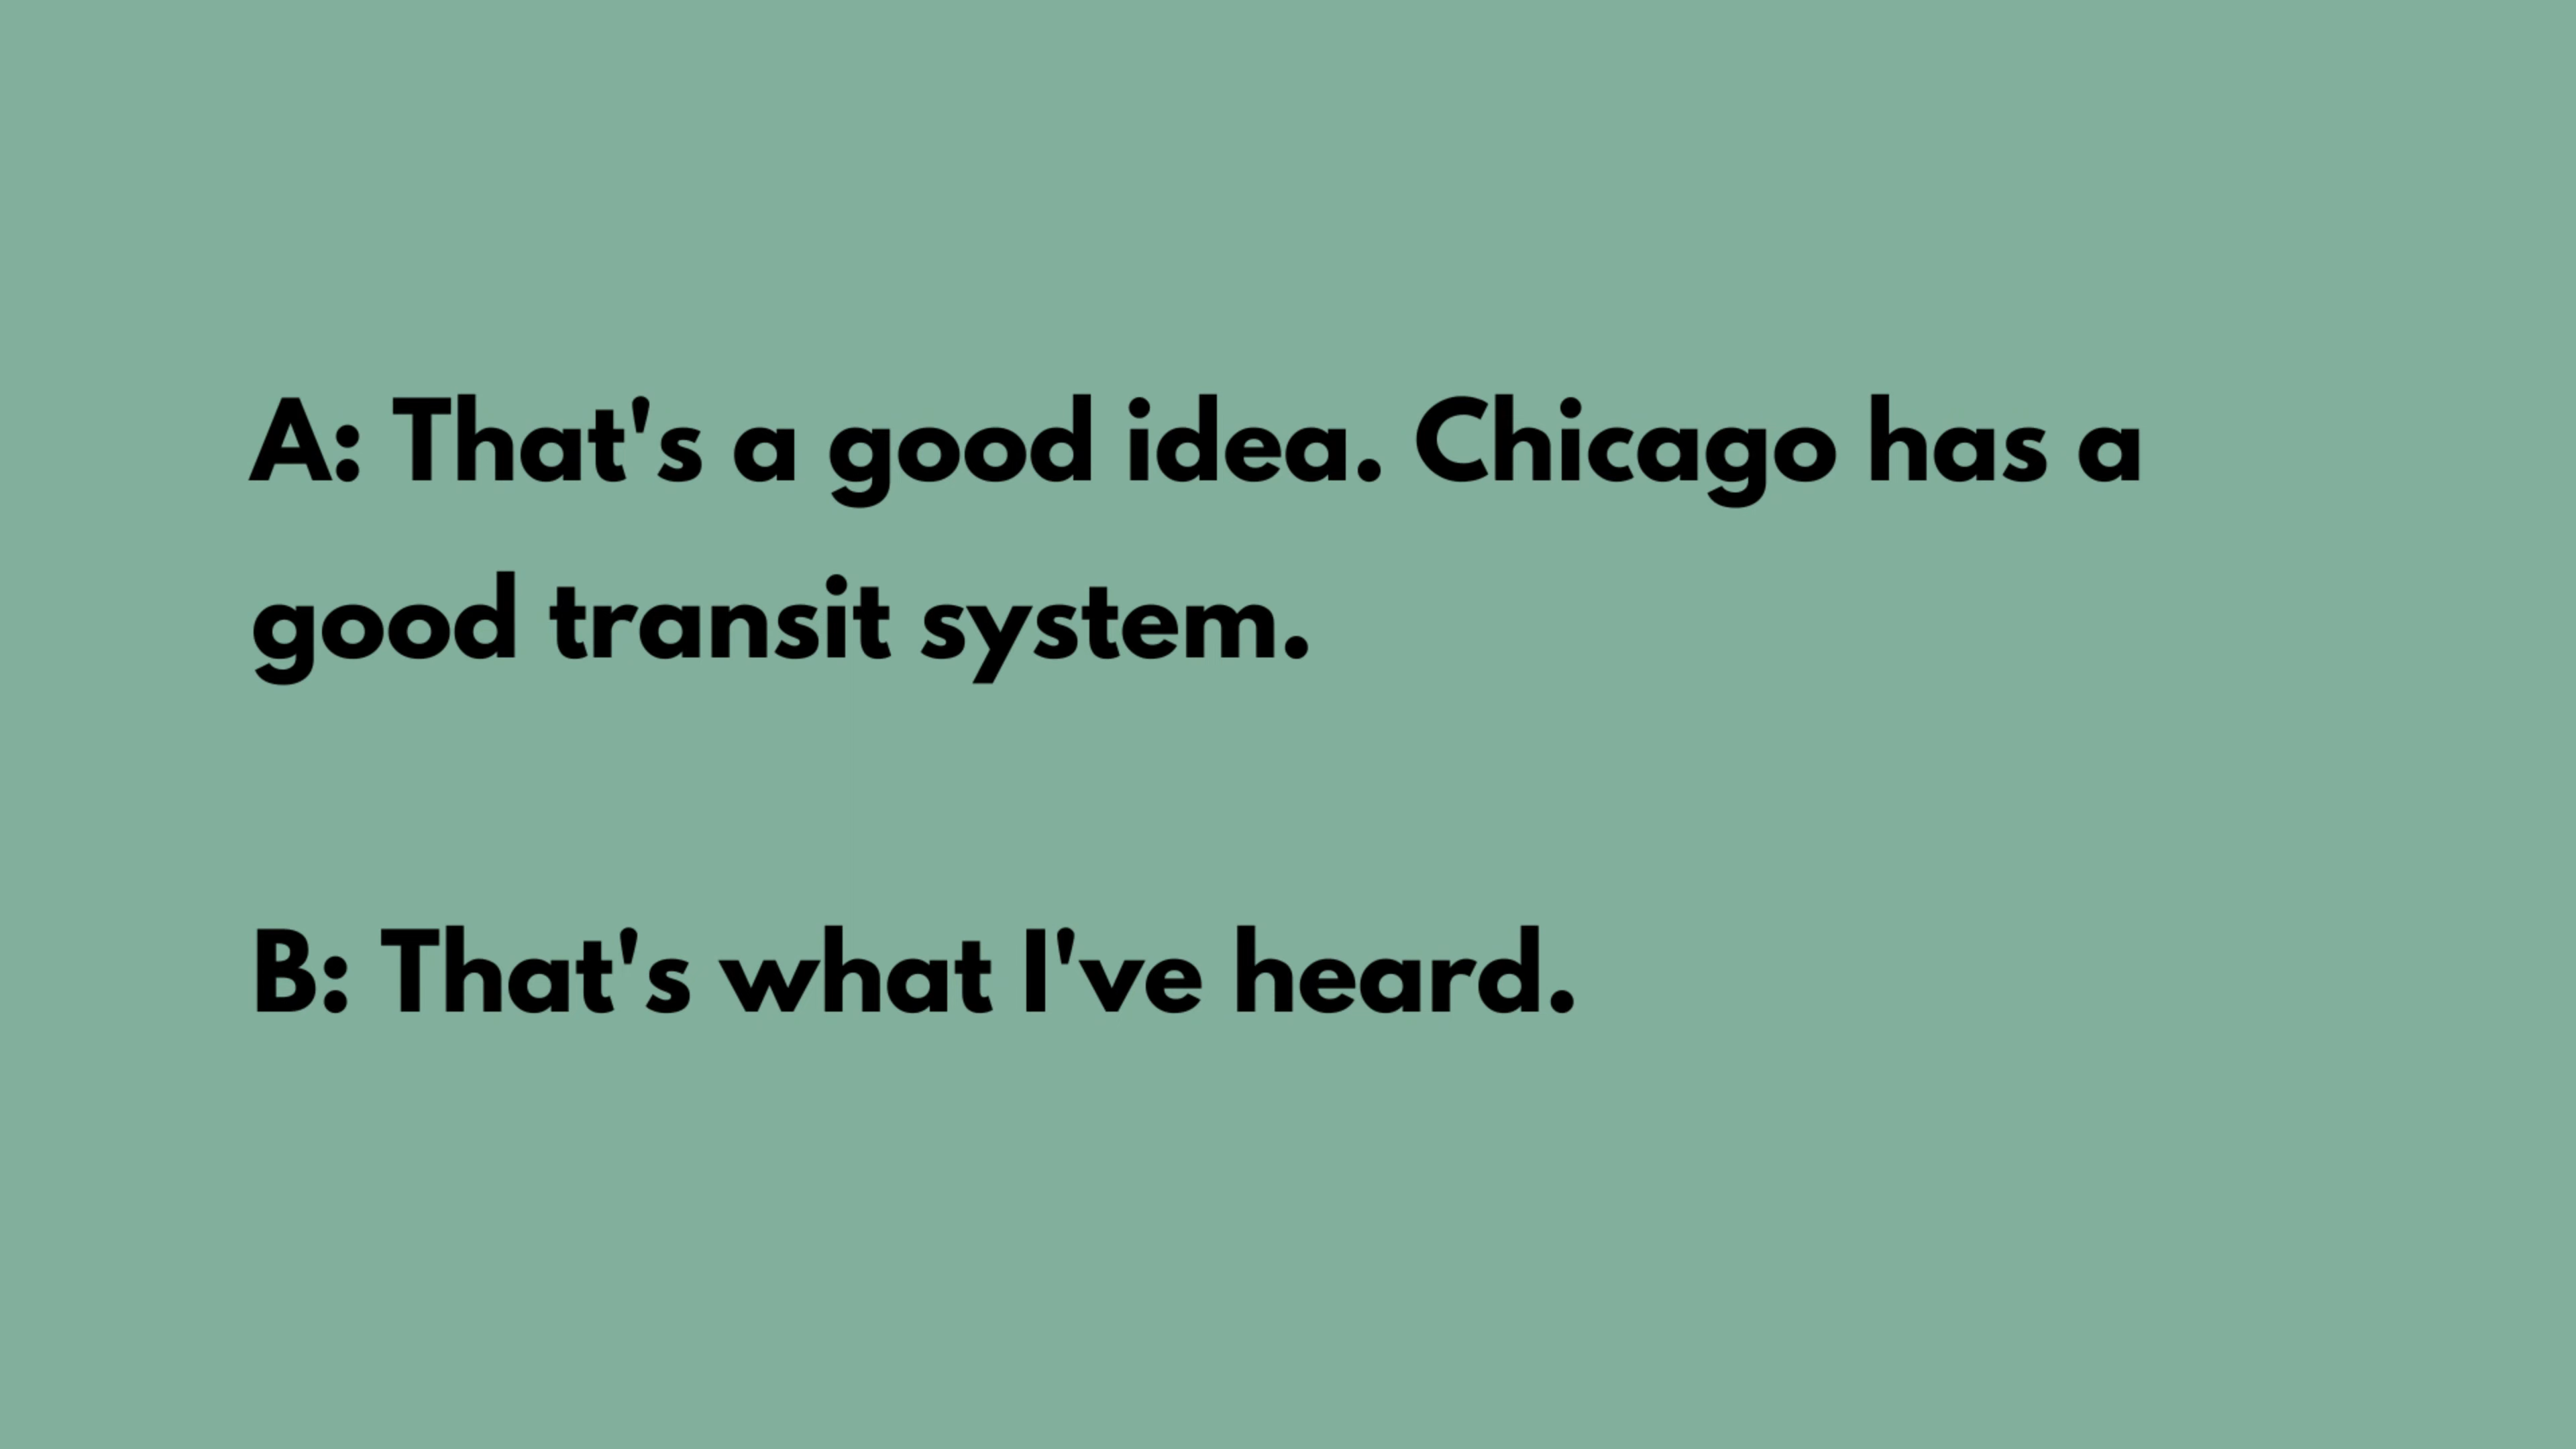 A: That's a good idea. Chicago has a
good transit system.
B: That's what I've heard.